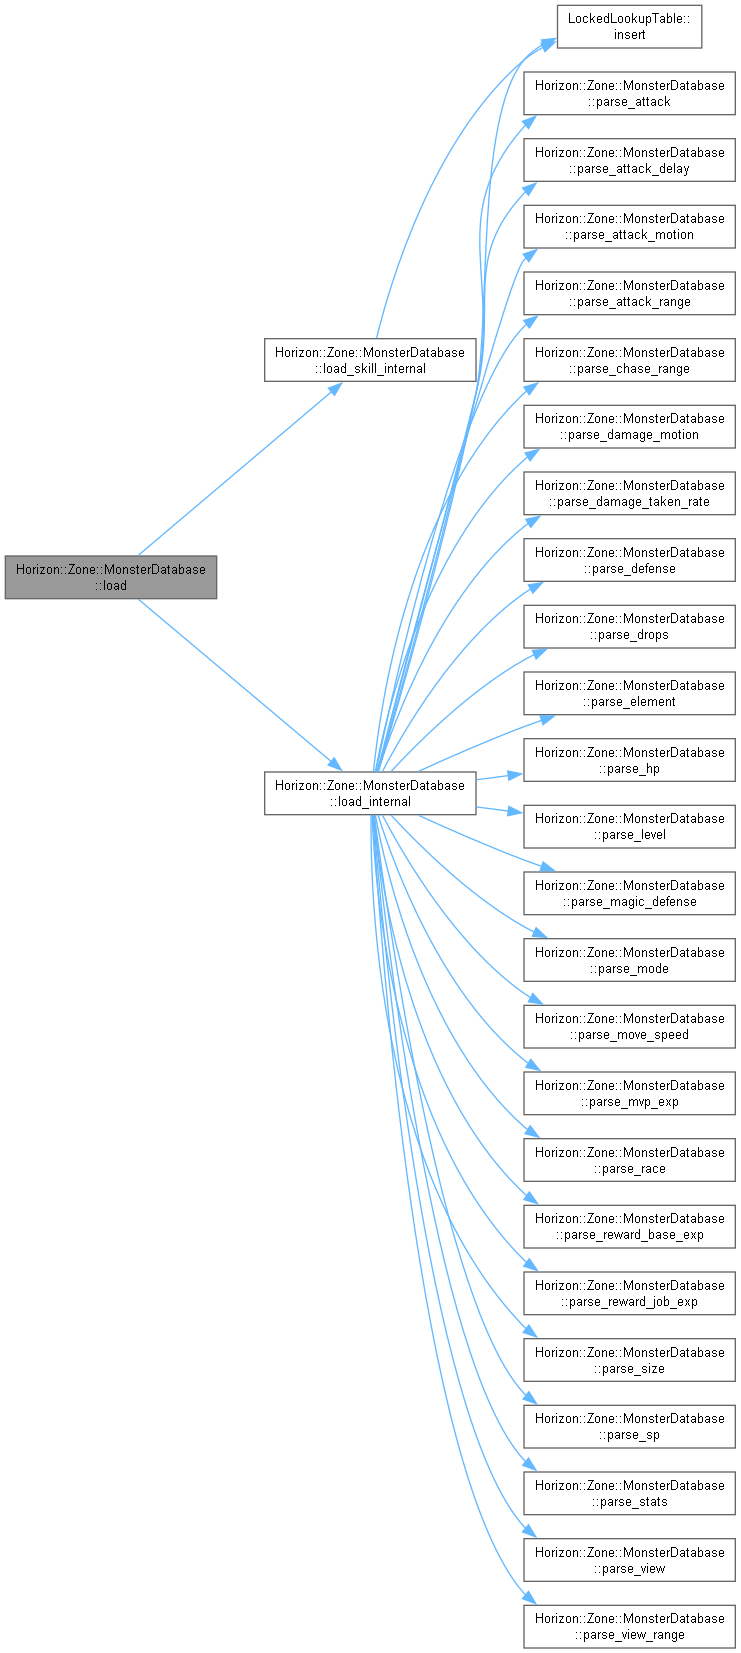 LockedLookupTable::
insert
Horizon::Zone::MonsterDatabase
::parse_attack
Horizon::Zone::MonsterDatabase
::parse_attack_delay
Horizon::Zone::MonsterDatabase
::parse_attack_motion
Horizon::Zone::MonsterDatabase
::parse_attack_range
Horizon::Zone::MonsterDatabase
::load_skill_internal
Horizon::Zone::MonsterDatabase
::parse_chase_range
Horizon::Zone::MonsterDatabase
::parse_damage_motion
Horizon::Zone::MonsterDatabase
::parse_damage_taken_rate
Horizon::Zone::MonsterDatabase
::load
Horizon::Zone::MonsterDatabase
::parse_defense
Horizon::Zone::MonsterDatabase
::parse_drops
Horizon::Zone::MonsterDatabase
::parse_element
Horizon::Zone::MonsterDatabase
::load_internal
Horizon::Zone::MonsterDatabase
::parse_hp
Horizon::Zone::MonsterDatabase
::parse_level
Horizon::Zone::MonsterDatabase
::parse_magic_defense
Horizon::Zone::MonsterDatabase
::parse_mode
Horizon::Zone::MonsterDatabase
::parse_move_speed
Horizon::Zone::MonsterDatabase
::parse_mvp_exp
Horizon::Zone::MonsterDatabase
::parse_race
Horizon::Zone::MonsterDatabase
::parse_reward_base_exp
Horizon::Zone::MonsterDatabase
::parse_reward_job_exp
Horizon::Zone::MonsterDatabase
::parse_size
Horizon::Zone::MonsterDatabase
::parse_sp
Horizon::Zone::MonsterDatabase
::parse_stats
Horizon::Zone::MonsterDatabase
::parse_view
Horizon::Zone::MonsterDatabase
::parse_view_range